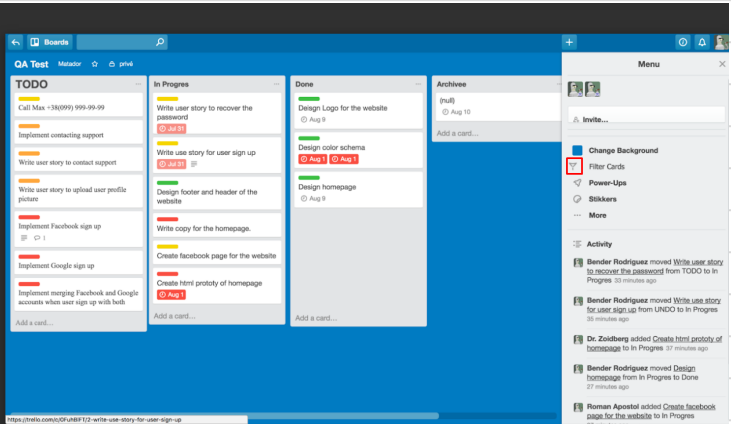 Boards
QA Test Matador privé
TODO
Call Max +38(099) 999-99-99
Implement contacting support
Write user story to contact support
Write user story to upload user profile
picture
Implement Facebook sign up
1
Implement Google sign up
Implement merging Facebook and Google
accounts when user sign up with both
Add a card...
In Progres
Write user story to recover the
password
Jul 31
Write use story for user sign up
Jul 31
Design footer and header of the
website
Write copy for the homepage.
Create facebook page for the website
Create html prototy of homepage
Aug 1
Add a card...
Done
Deisgn Logo for the website
Aug 9
Design color schema
Aug 1 Aug 1
Design homepage
Aug 9
Add a card...
Archivee
(null)
Aug 10
Add a card...
Menu
Invite...
Change Background
Filter Cards
Power-Ups
Stikkers
More
Activity
Bender Rodriguez moved Write user story
to recover the password from TODO to In
Progres 33 minutes ago
Bender Rodriguez moved Write use story
for user sign up from UNDO to In Progres
35 minutes ago
Dr. Zoidberg added Create html prototy of
homepage to In Progres 37 minutes ago
Bender Rodriguez moved Design
homepage from In Progres to Done
27 minutes ago
Roman Apostol added Create facebook
page for the website to In Progres
https://trello.com/c/0FuhBIFT/2-write-use-story-for-user-sign-up